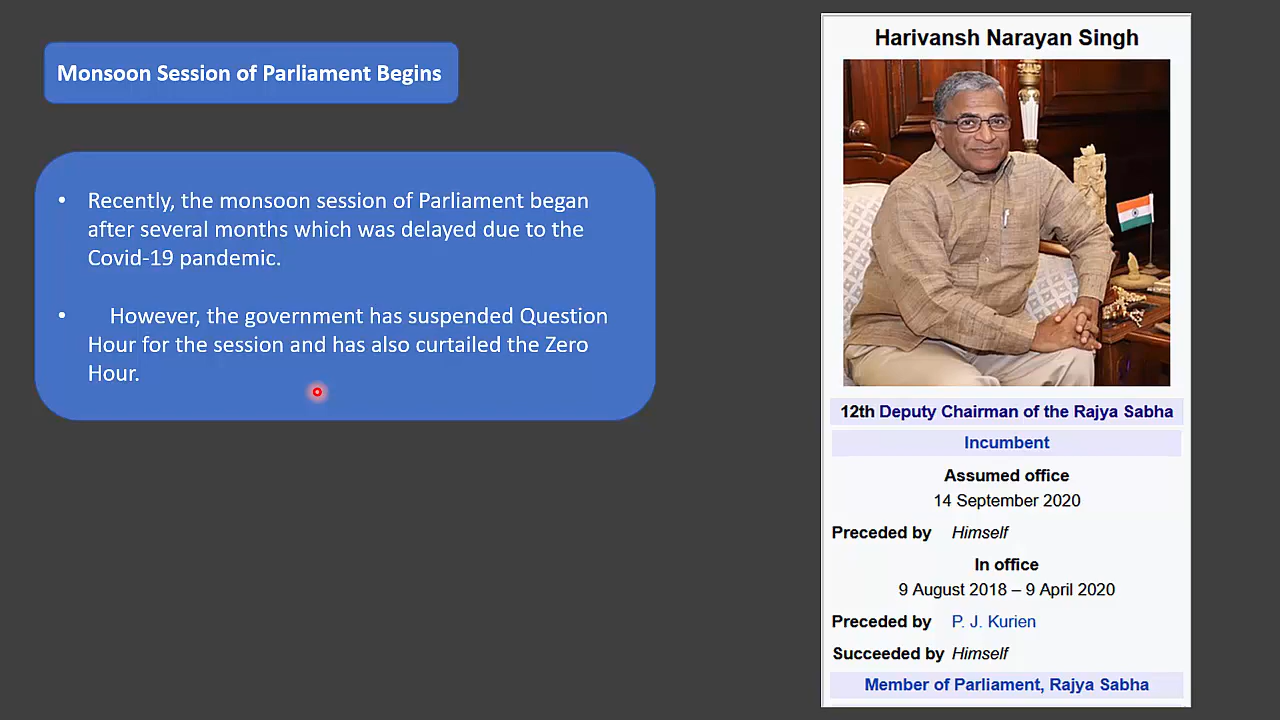 Monsoon Session of Parliament Begins
• Recently, the monsoon session of Parliament began
after several months which was delayed due to the
Covid-19 pandemic.
• However, the government has suspended Question
Hour for the session and has also curtailed the Zero
Hour.
Harivansh Narayan Singh
12th Deputy Chairman of the Rajya Sabha
Incumbent
Assumed office
14 September 2020
Preceded by Himself
In office
9 August 2018 – 9 April 2020
Preceded by P. J. Kurien
Succeeded by Himself
Member of Parliament, Rajya Sabha